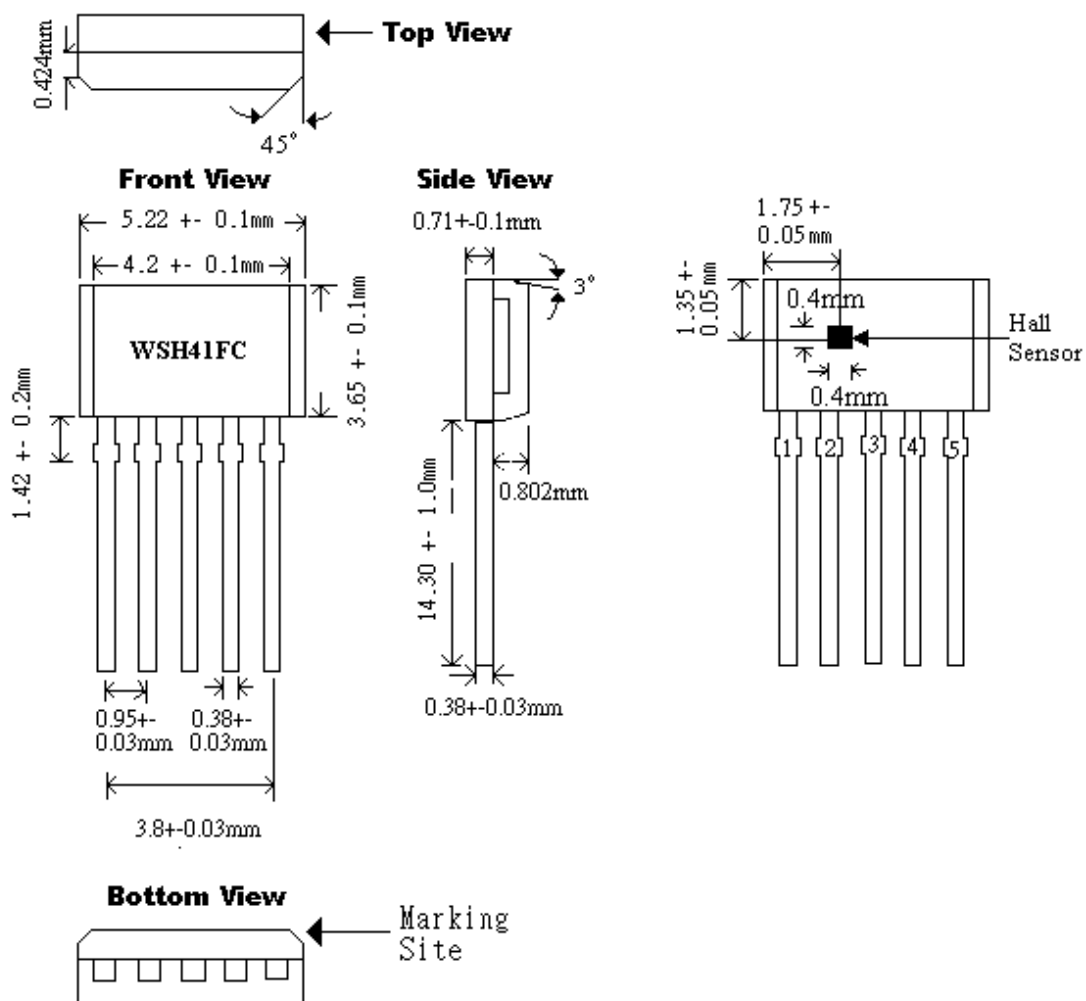 Top View
0.424mm
45°
Front View
5.22 +- 0.1mm
4.2 +- 0.1mm
WSH41FC
3.65 +- 0.1mm
1.42 +- 0.2mm
0.95+-
0.03mm
0.38+-
0.03mm
3.8+-0.03mm
Side View
0.71+-0.1mm
3°
0.802mm
14.30 +- 1.0mm
0.38+-0.03mm
1.75 +-
0.05mm
1.35 +-
0.05mm
0.4mm
0.4mm
Hall
Sensor
1 2 3 4 5
Bottom View
Marking
Site